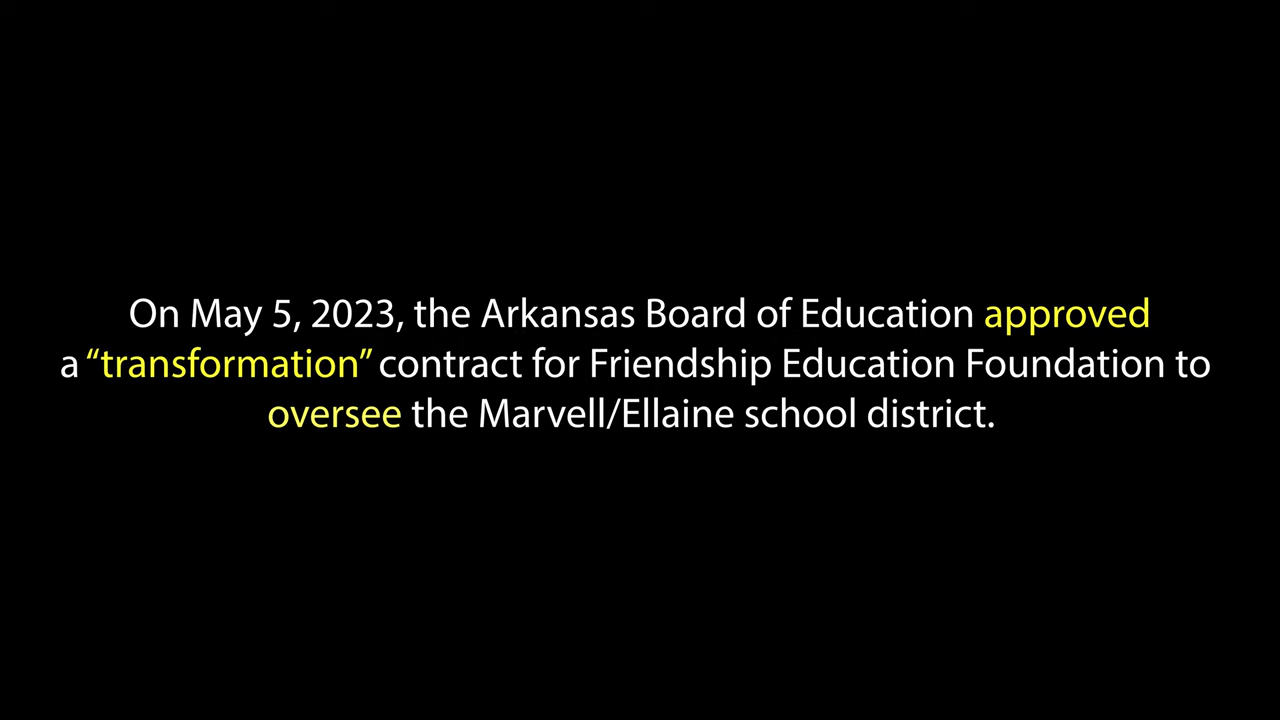 On May 5, 2023, the Arkansas Board of Education approved
a “transformation” contract for Friendship Education Foundation to
oversee the Marvell/Ellaine school district.